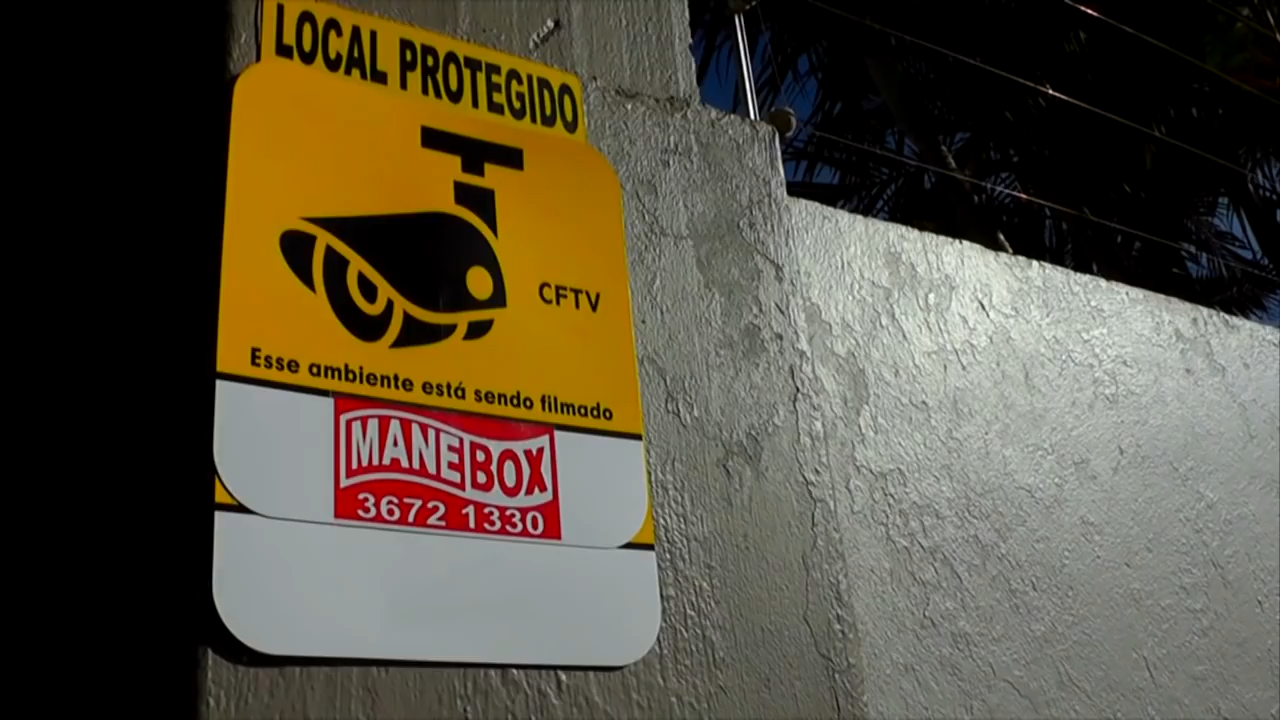 LOCAL PROTEGIDO
CFTV
Esse ambiente está sendo filmado
MANEBOX
3672 1330